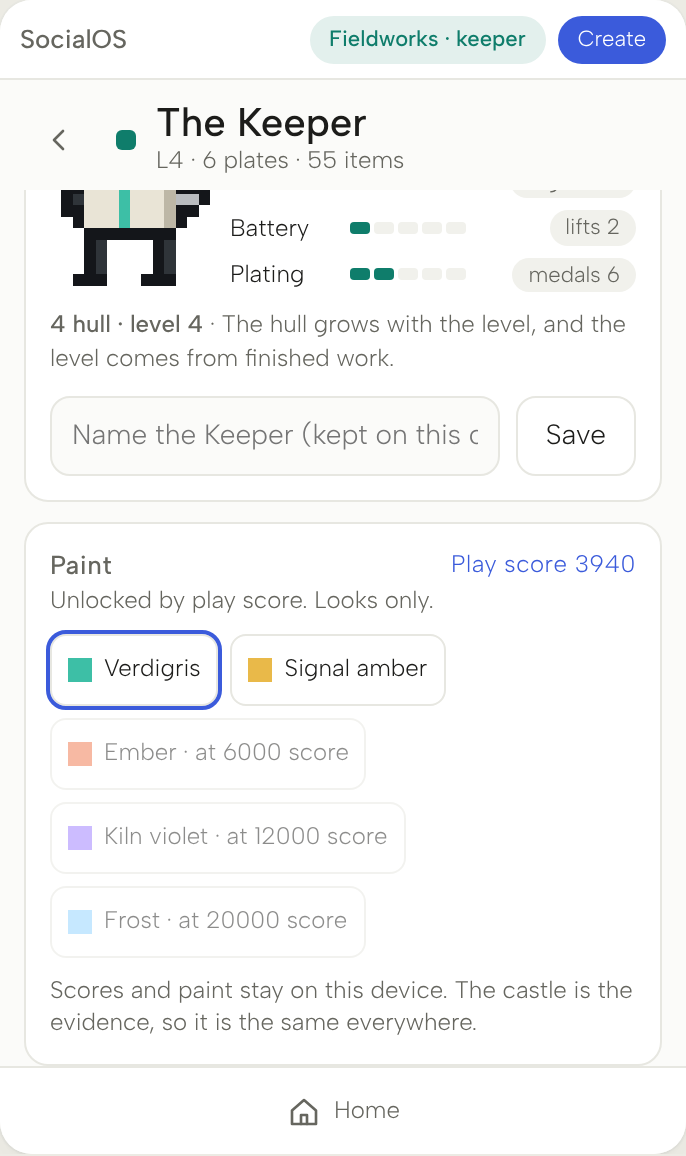 SocialOS
Fieldworks · keeper
Create
The Keeper
L4 · 6 plates · 55 items
Battery
lifts 2
Plating
medals 6
4 hull · level 4 · The hull grows with the level, and the
level comes from finished work.
Name the Keeper (kept on this
Save
Paint
Play score 3940
Unlocked by play score. Looks only.
Verdigris
Signal amber
Ember · at 6000 score
Kiln violet · at 12000 score
Frost · at 20000 score
Scores and paint stay on this device. The castle is the
evidence, so it is the same everywhere.
Home